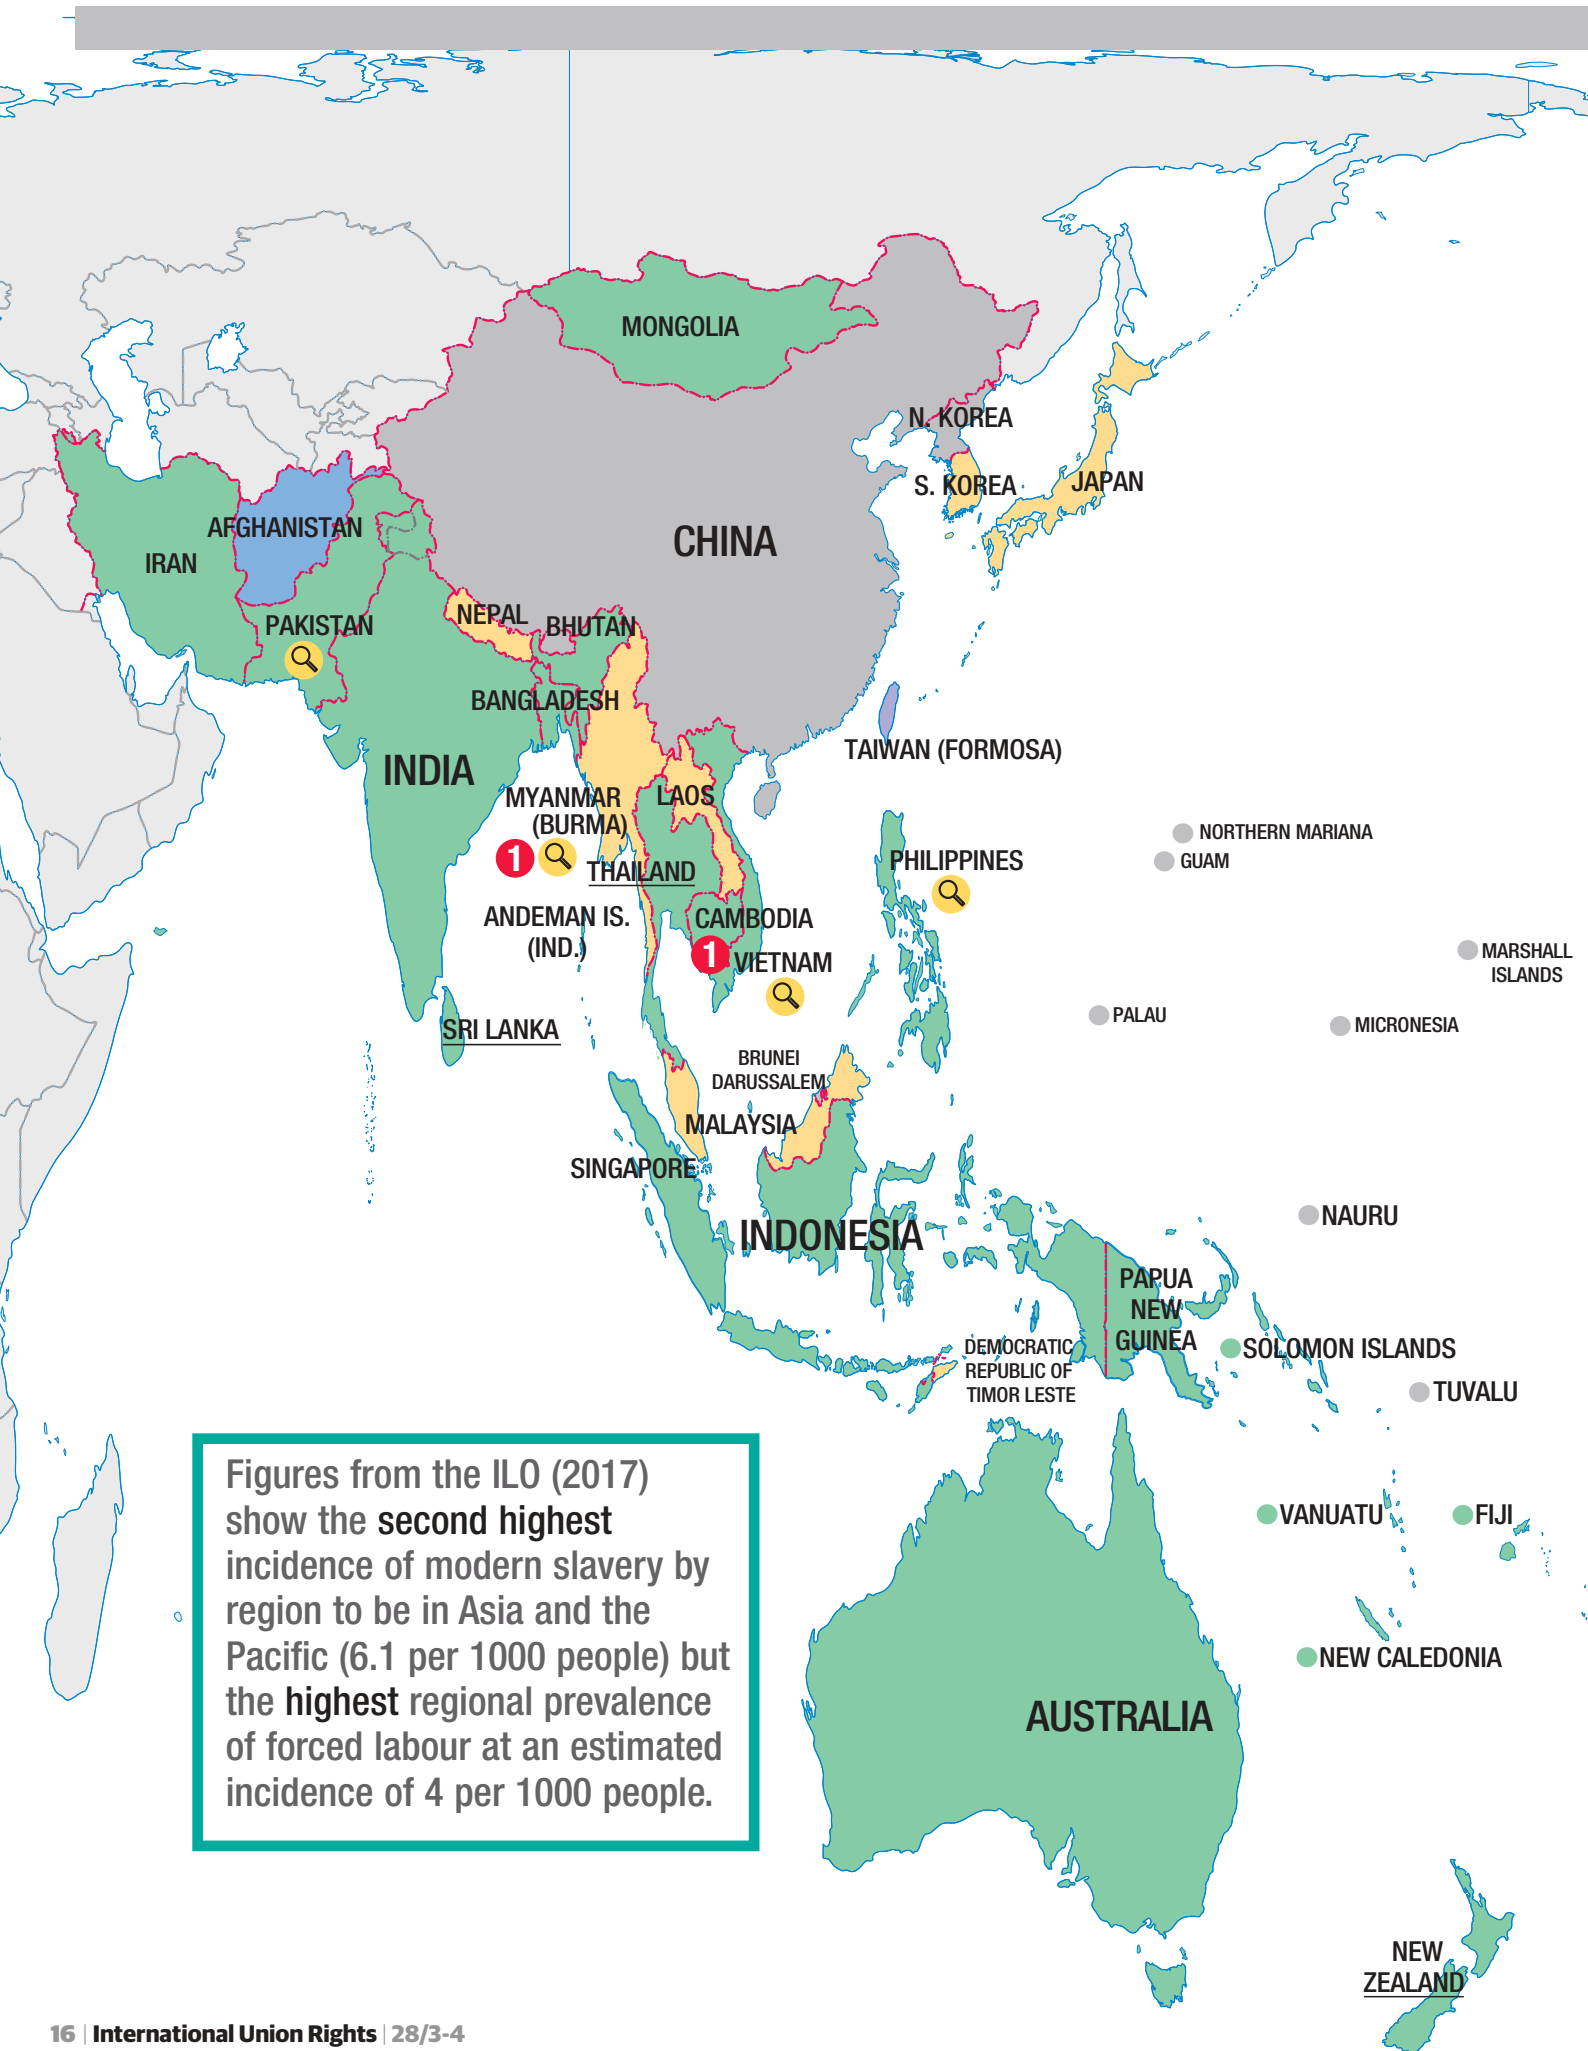 MONGOLIA
N. KOREA
S. KOREA
JAPAN
AFGHANISTAN
CHINA
IRAN
NEPAL
PAKISTAN
BHUTAN
BANGLADESH
TAIWAN (FORMOSA)
INDIA
MYANMAR
(BURMA)
LAOS
1
THAILAND
PHILIPPINES
NORTHERN MARIANA
GUAM
ANDEMAN IS.
(IND.)
CAMBODIA
1
VIETNAM
MARSHALL
ISLANDS
SRI LANKA
PALAU
MICRONESIA
BRUNEI
DARUSSALEM
MALAYSIA
SINGAPORE
INDONESIA
NAURU
PAPUA
NEW
GUINEA
DEMOCRATIC
REPUBLIC OF
TIMOR LESTE
SOLOMON ISLANDS
TUVALU
VANUATU
FIJI
NEW CALEDONIA
AUSTRALIA
NEW
ZEALAND
Figures from the ILO (2017)
show the second highest
incidence of modern slavery by
region to be in Asia and the
Pacific (6.1 per 1000 people) but
the highest regional prevalence
of forced labour at an estimated
incidence of 4 per 1000 people.
16 | International Union Rights | 28/3-4